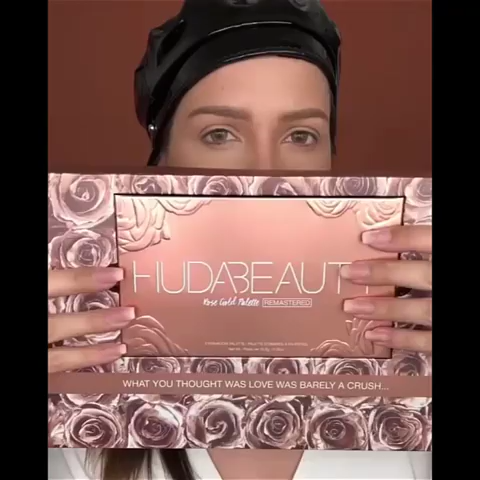 HUDABEAUTY
Rose Gold Palette REMASTERED
WHAT YOU THOUGHT WAS LOVE WAS BARELY A CRUSH...